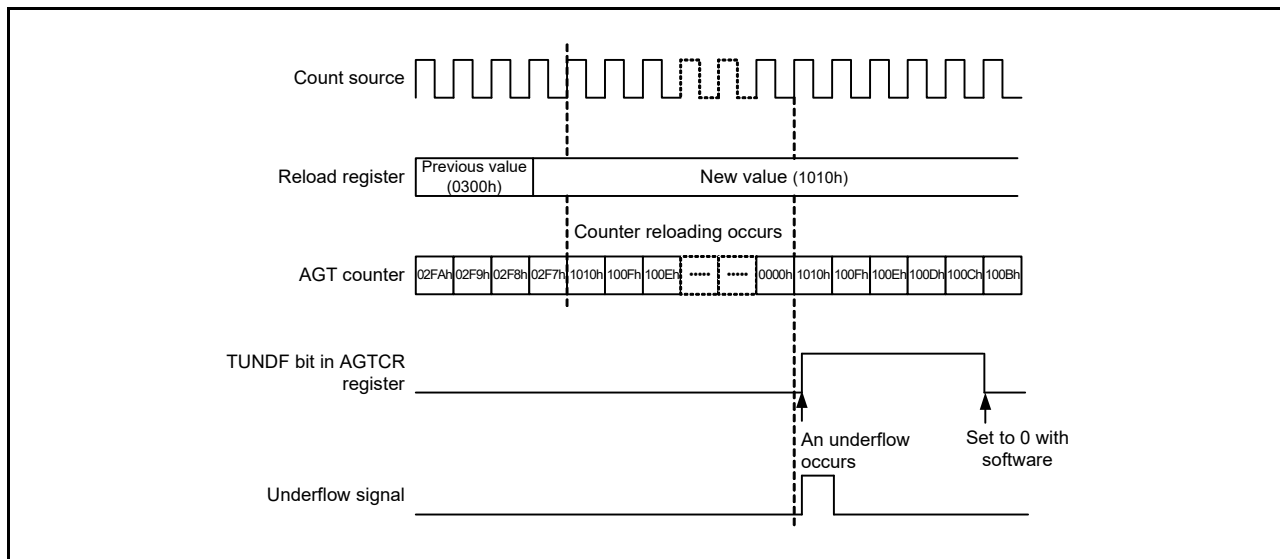 Count source
Reload register
Previous value
(0300h)
New value (1010h)
Counter reloading occurs
AGT counter
02FAh 02F9h 02F8h 02F7h 1010h 100Fh 100Eh ····· ····· 0000h 1010h 100Fh 100Eh 100Dh 100Ch 100Bh
TUNDF bit in AGTCR
register
An underflow
occurs
Set to 0 with
software
Underflow signal